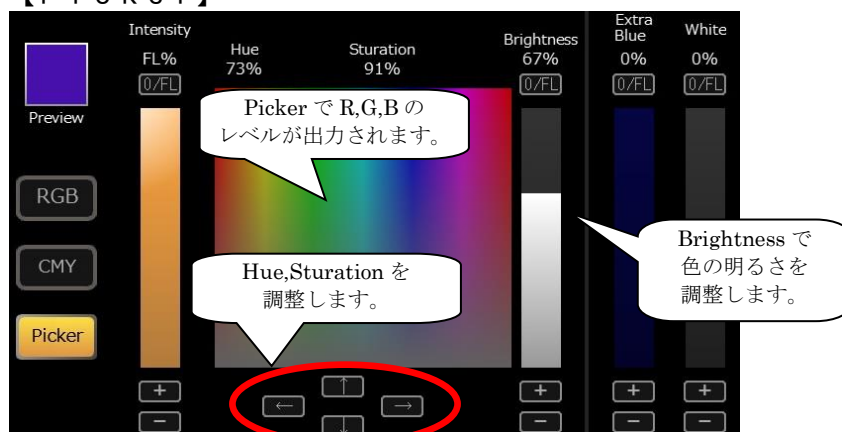 【Ｐｉｃｋｅｒ】
Intensity
FL%
0/FL
Hue
73%
Sturation
91%
Brightness
67%
0/FL
Extra
Blue
0%
0/FL
White
0%
0/FL
Preview
Picker で R,G,B の
レベルが出力されます。
RGB
CMY
Picker
Hue,Sturation を
調整します。
Brightness で
色の明るさを
調整します。
+
−
←
↑
↓
→
+
−
+
−
+
−